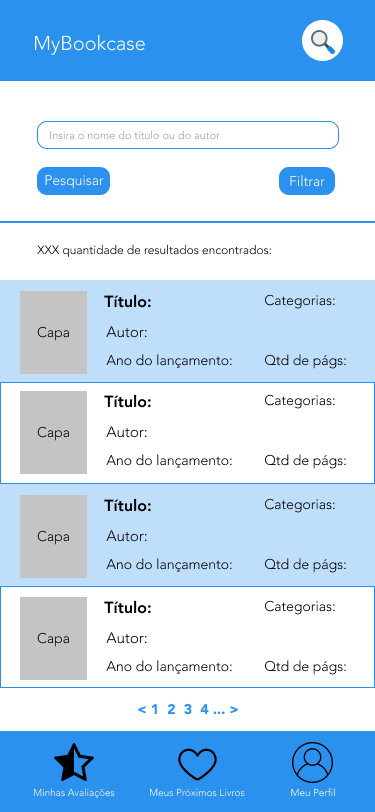 MyBookcase
Insira o nome do título ou do autor
Pesquisar
Filtrar
XXX quantidade de resultados encontrados:
Capa
Título:
Categorias:
Autor:
Ano do lançamento:
Qtd de págs:
Capa
Título:
Categorias:
Autor:
Ano do lançamento:
Qtd de págs:
Capa
Título:
Categorias:
Autor:
Ano do lançamento:
Qtd de págs:
Capa
Título:
Categorias:
Autor:
Ano do lançamento:
Qtd de págs:
< 1 2 3 4 ... >
Minhas Avaliações
Meus Próximos Livros
Meu Perfil